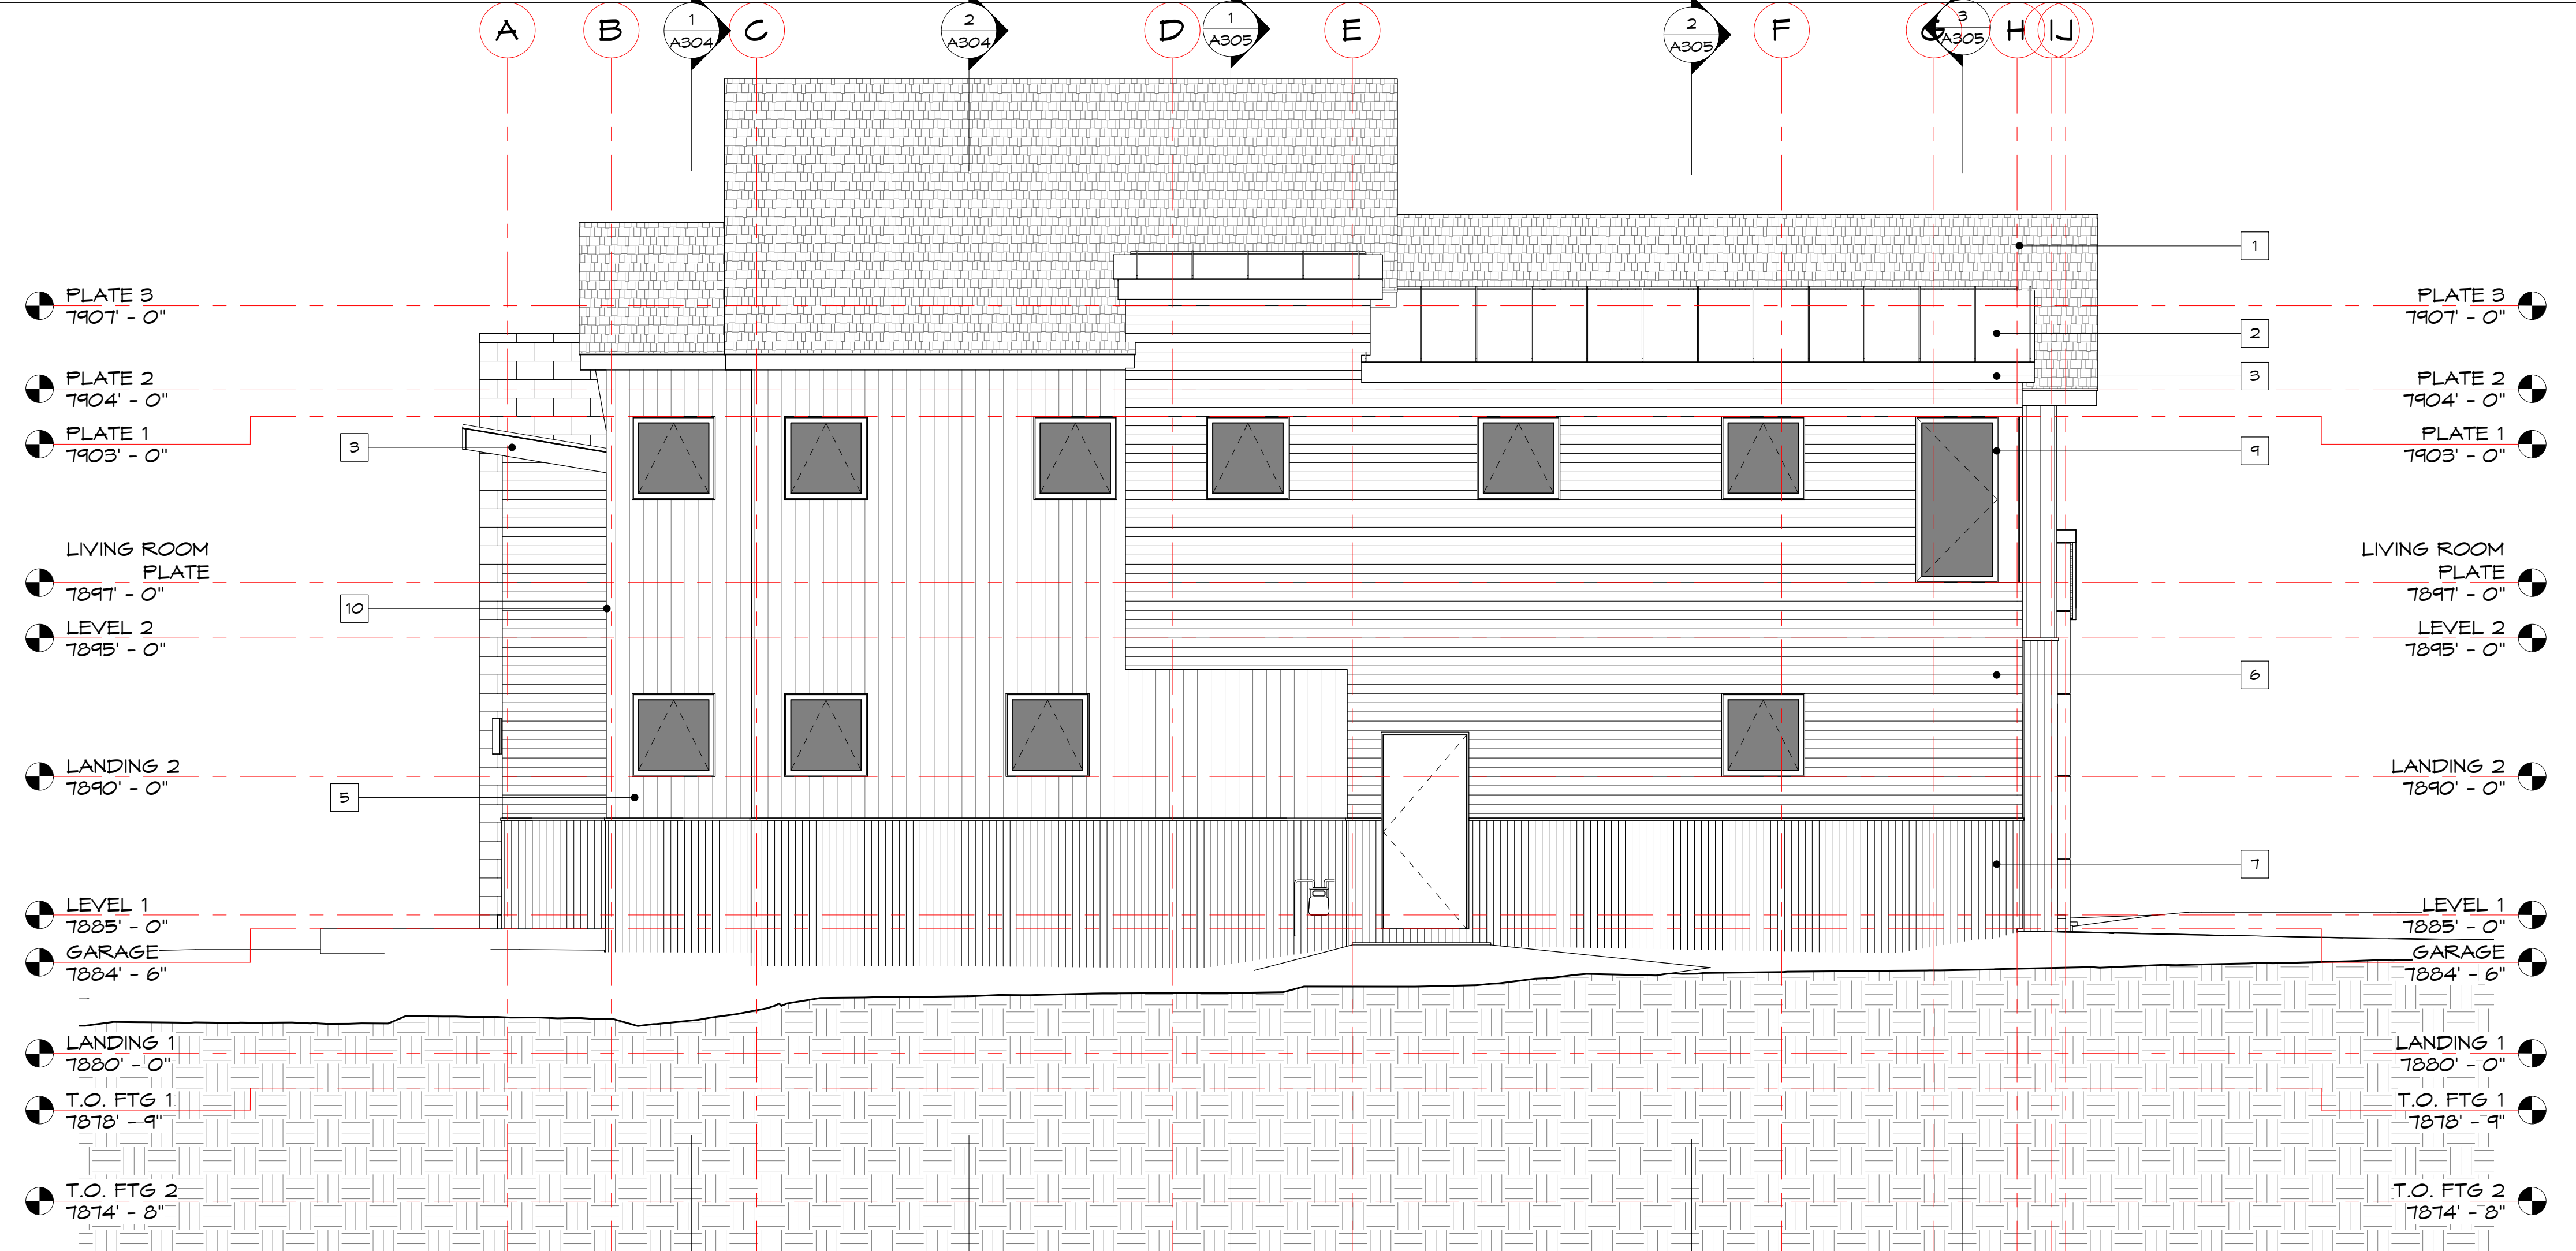 A
B
1
A304
C
2
A304
D
1
A305
E
2
A305
F
G
3
A305
H
I
J
1
PLATE 3
7907' - 0"
PLATE 3
7907' - 0"
2
3
PLATE 2
7904' - 0"
PLATE 2
7904' - 0"
PLATE 1
7903' - 0"
3
9
PLATE 1
7903' - 0"
LIVING ROOM
PLATE
7897' - 0"
LIVING ROOM
PLATE
7897' - 0"
10
LEVEL 2
7895' - 0"
LEVEL 2
7895' - 0"
6
LANDING 2
7890' - 0"
LANDING 2
7890' - 0"
5
7
LEVEL 1
7885' - 0"
LEVEL 1
7885' - 0"
GARAGE
7884' - 6"
GARAGE
7884' - 6"
LANDING 1
7880' - 0"
LANDING 1
7880' - 0"
T.O. FTG 1
7878' - 9"
T.O. FTG 1
7878' - 9"
T.O. FTG 2
7874' - 8"
T.O. FTG 2
7874' - 8"